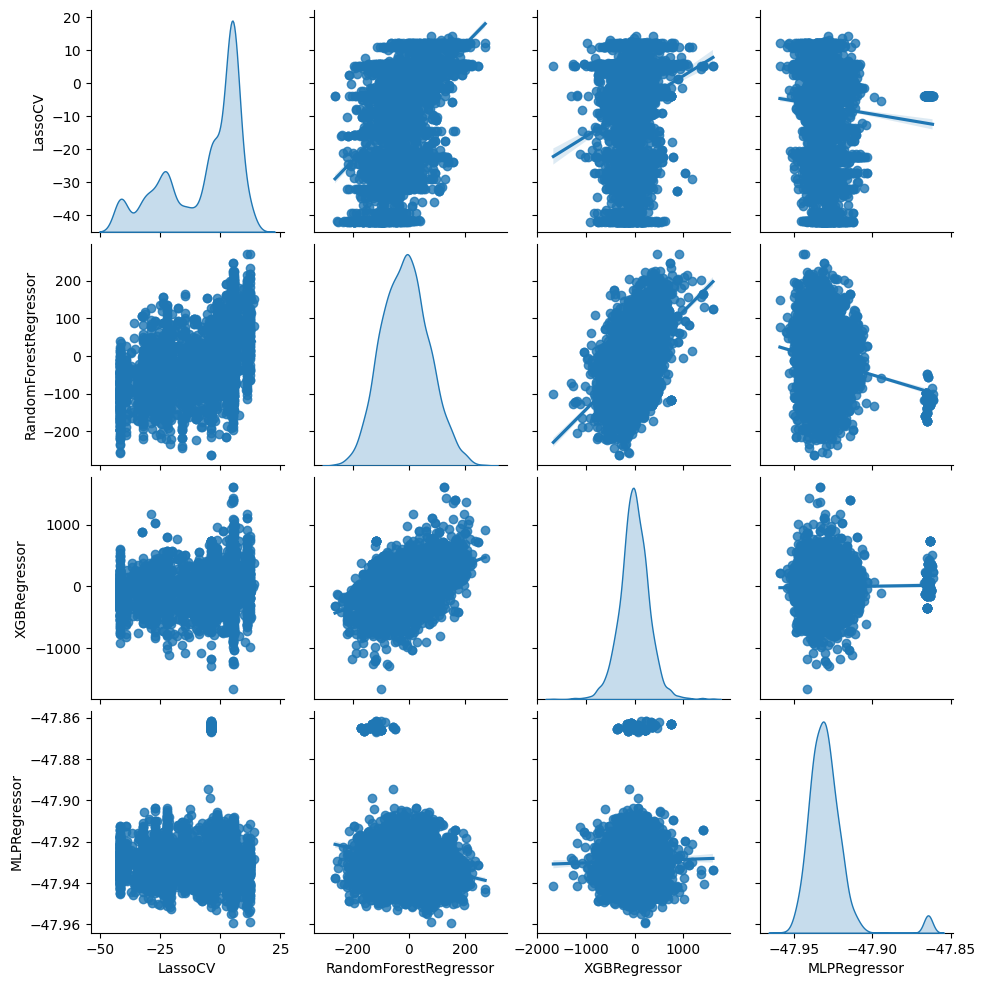 20
10
0
−10
−20
−30
−40
LassoCV
200
100
0
−100
−200
RandomForestRegressor
1000
0
−1000
XGBRegressor
−47.86
−47.88
−47.90
−47.92
−47.94
−47.96
MLPRegressor
−50 −25 0 25
LassoCV
−200 0 200
RandomForestRegressor
−2000 −1000 0 1000
XGBRegressor
−47.95 −47.90 −47.85
MLPRegressor